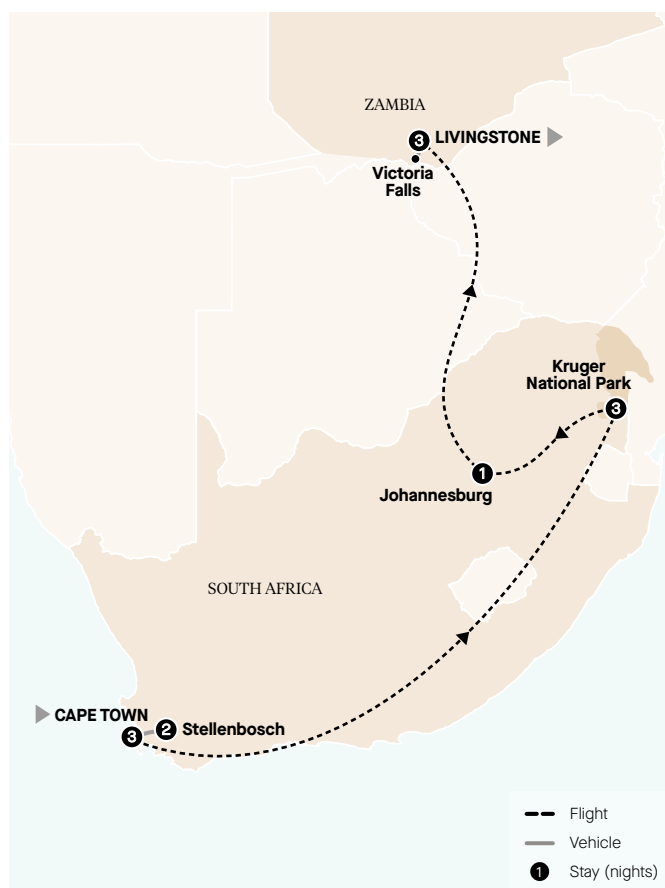 ZAMBIA
3 LIVINGSTONE
Victoria
Falls
Kruger
National Park
3
1
Johannesburg
SOUTH AFRICA
CAPE TOWN
3
2 Stellenbosch
Flight
Vehicle
1 Stay (nights)